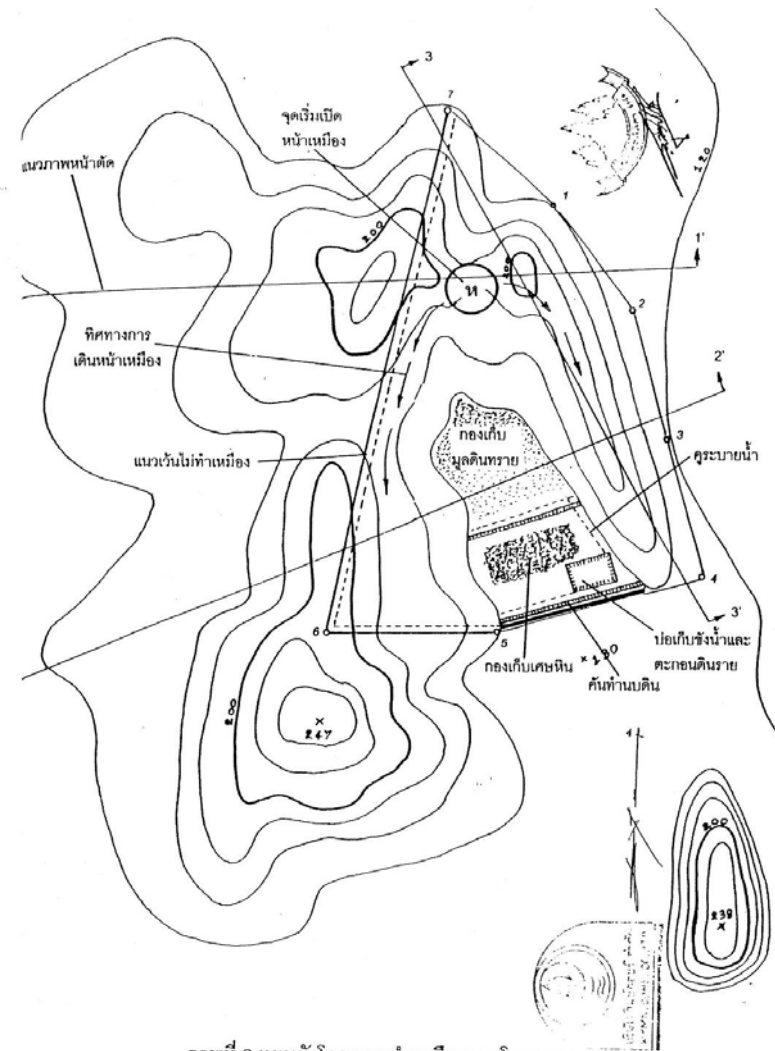 3
7
จุดเริ่มเปิด
หน้าเหมือง
แนวภาพหน้าตัด
120
1
200
1'
ห
200
2
ทิศทางการ
เดินหน้าเหมือง
2'
กองเก็บ
มูลดินทราย
3
แนวเว้นไม่ทำเหมือง
คูระบายน้ำ
4
3'
6
5
บ่อเก็บขังน้ำและ
ตะกอนดินราย
กองเก็บเศษหิน
×130
คันทำนบดิน
200
×
247
200
238
×